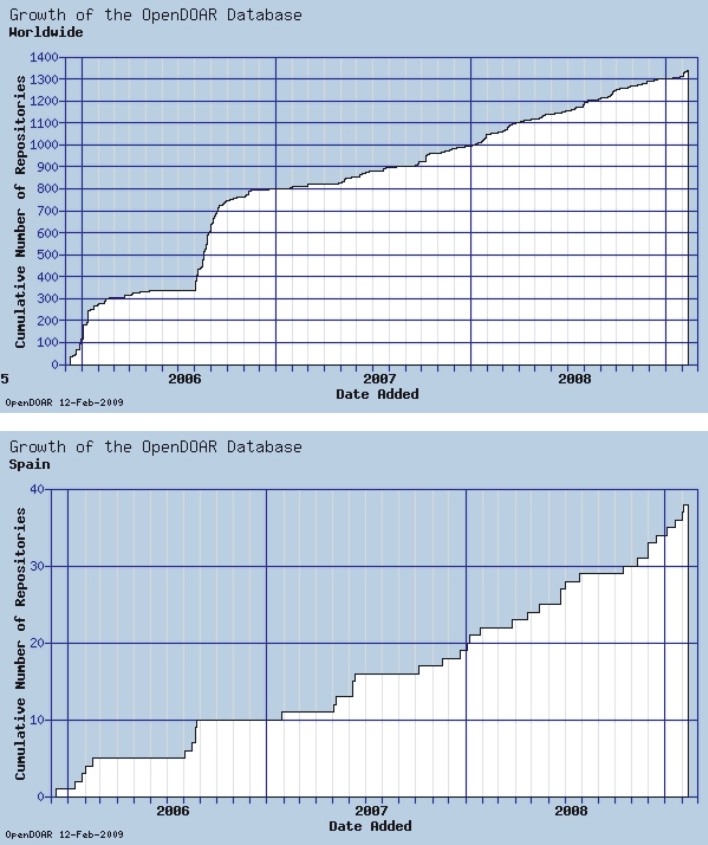 Growth of the OpenDOAR Database
Worldwide
Cumulative Number of Repositories
1400
1300
1200
1100
1000
900
800
700
600
500
400
300
200
100
0
5 2006 2007 2008
Date Added
OpenDOAR 12-Feb-2009
Growth of the OpenDOAR Database
Spain
Cumulative Number of Repositories
40
30
20
10
0
2006 2007 2008
Date Added
OpenDOAR 12-Feb-2009